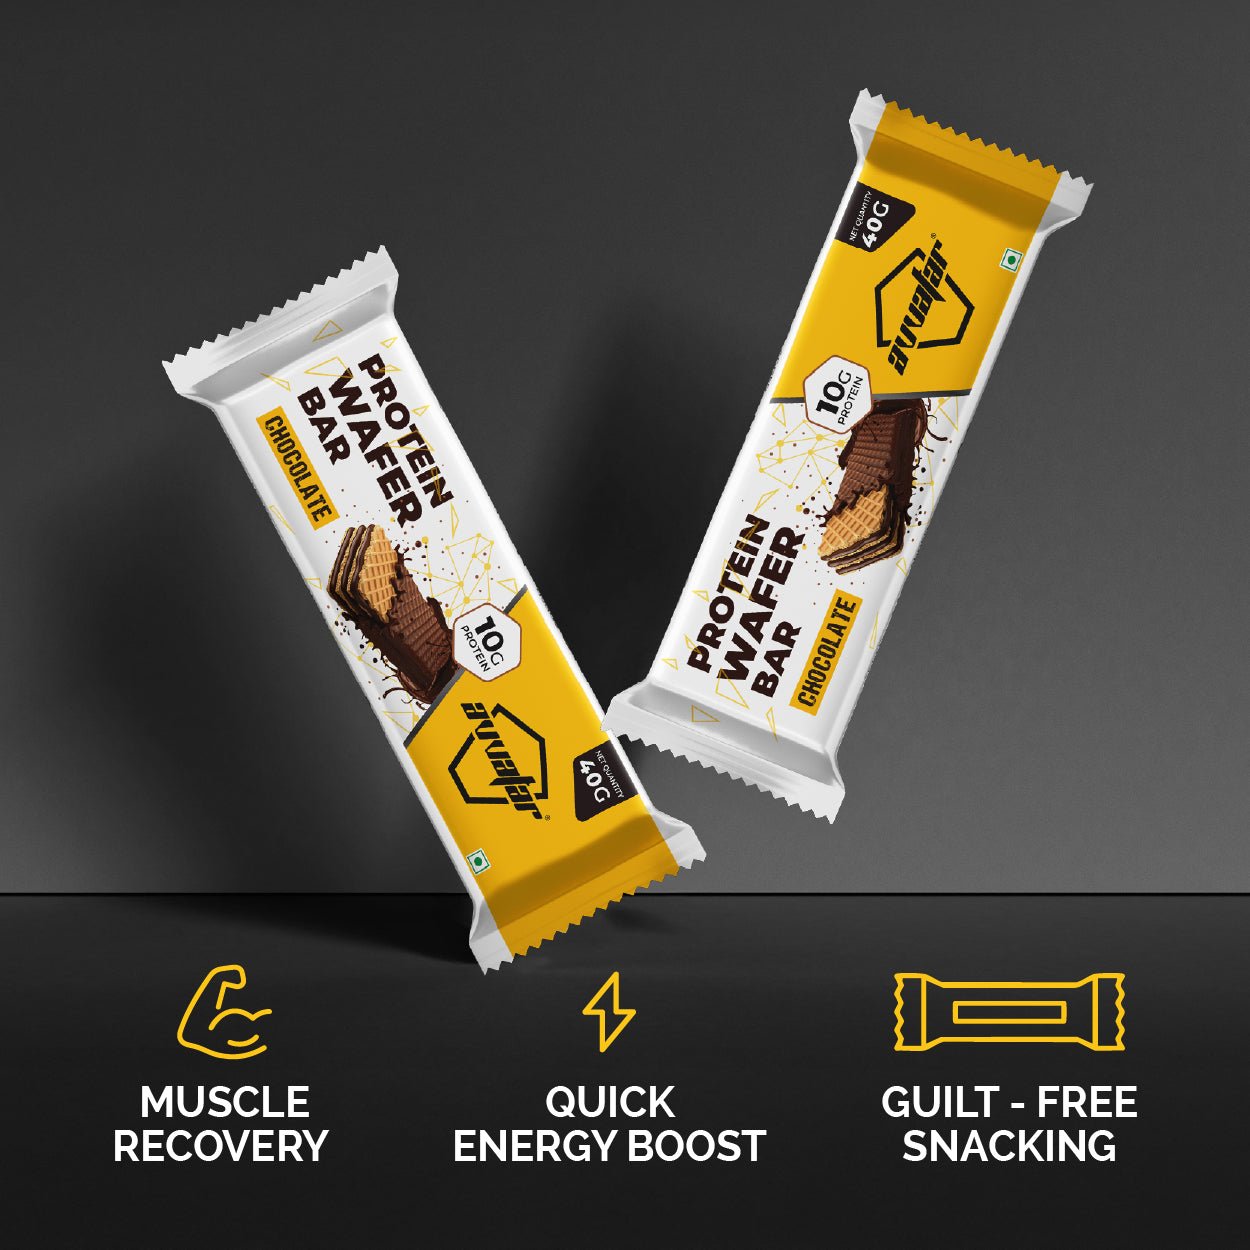 PROTEIN
WAFER
BAR
CHOCOLATE
10G
PROTEIN
avvatar®
NET QUANTITY
40G
NET QUANTITY
40G
avvatar®
10G
PROTEIN
PROTEIN
WAFER
BAR
CHOCOLATE
MUSCLE
RECOVERY
QUICK
ENERGY BOOST
GUILT - FREE
SNACKING